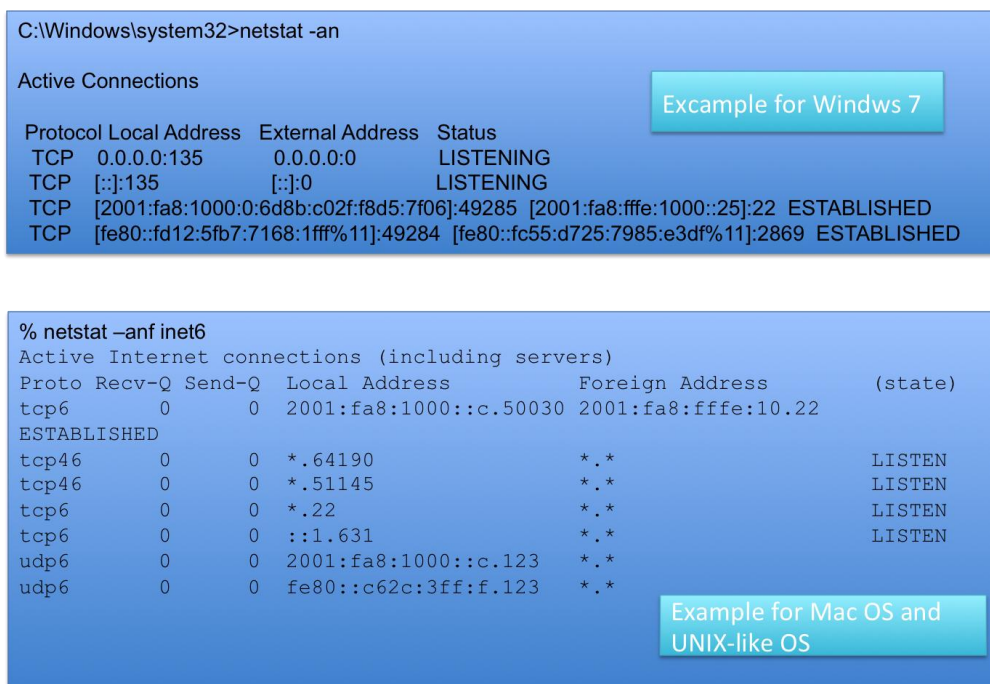 C:\Windows\system32>netstat -an
Active Connections
Excample for Windws 7
Protocol Local Address External Address Status
TCP 0.0.0.0:135 0.0.0.0:0 LISTENING
TCP [::]:135 [::]:0 LISTENING
TCP [2001:fa8:1000:0:6d8b:c02f:f8d5:7f06]:49285 [2001:fa8:fffe:1000::25]:22 ESTABLISHED
TCP [fe80::fd12:5fb7:7168:1fff%11]:49284 [fe80::fc55:d725:7985:e3df%11]:2869 ESTABLISHED
% netstat –anf inet6
Active Internet connections (including servers)
Proto Recv-Q Send-Q Local Address Foreign Address (state)
tcp6 0 0 2001:fa8:1000::c.50030 2001:fa8:fffe:10.22
ESTABLISHED
tcp46 0 0 *.64190 *.* LISTEN
tcp46 0 0 *.51145 *.* LISTEN
tcp6 0 0 *.22 *.* LISTEN
tcp6 0 0 ::1.631 *.* LISTEN
udp6 0 0 2001:fa8:1000::c.123 *.*
udp6 0 0 fe80::c62c:3ff:f.123 *.*
Example for Mac OS and
UNIX-like OS